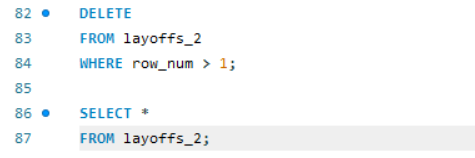 82 DELETE
83 FROM layoffs_2
84 WHERE row_num > 1;
85
86 SELECT *
87 FROM layoffs_2;